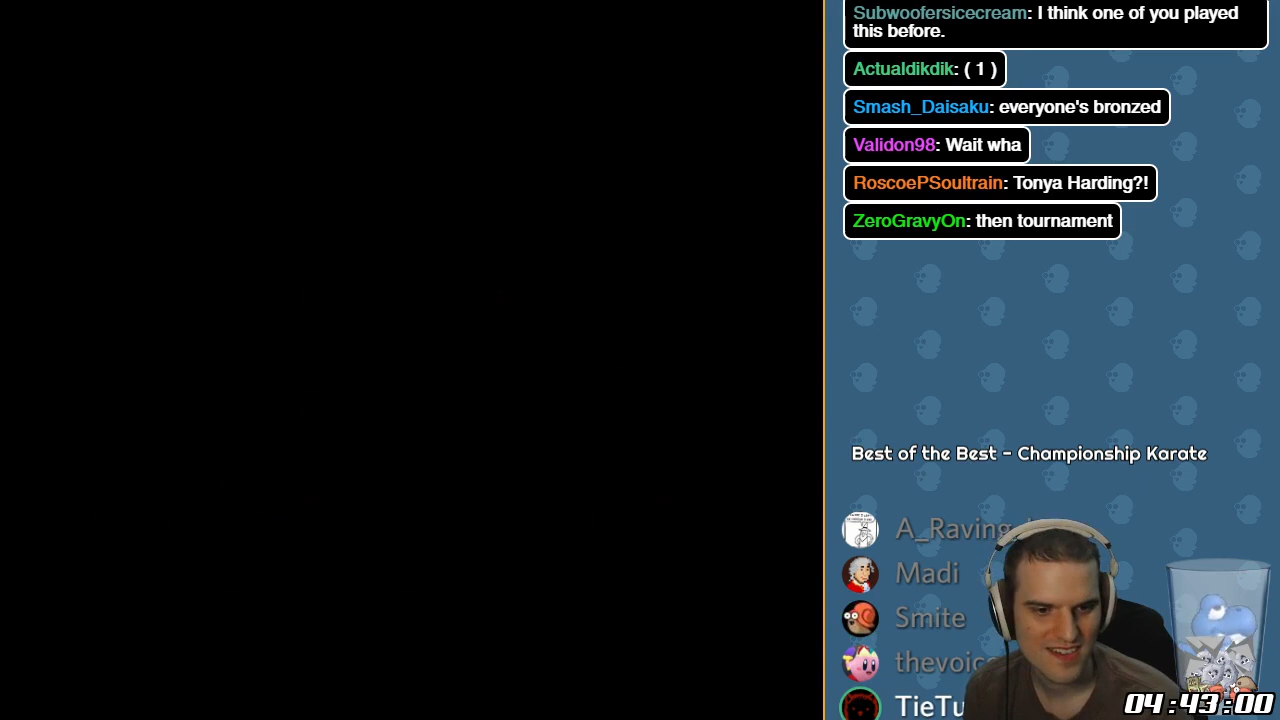 Subwoofersicecream: I think one of you played
this before.
Actualdikdik: ( 1 )
Smash_Daisaku: everyone's bronzed
Validon98: Wait wha
RoscoePSoultrain: Tonya Harding?!
ZeroGravyOn: then tournament
Best of the Best - Championship Karate
A_Raving
Madi
Smite
thevoic
TieTu
04:43:00